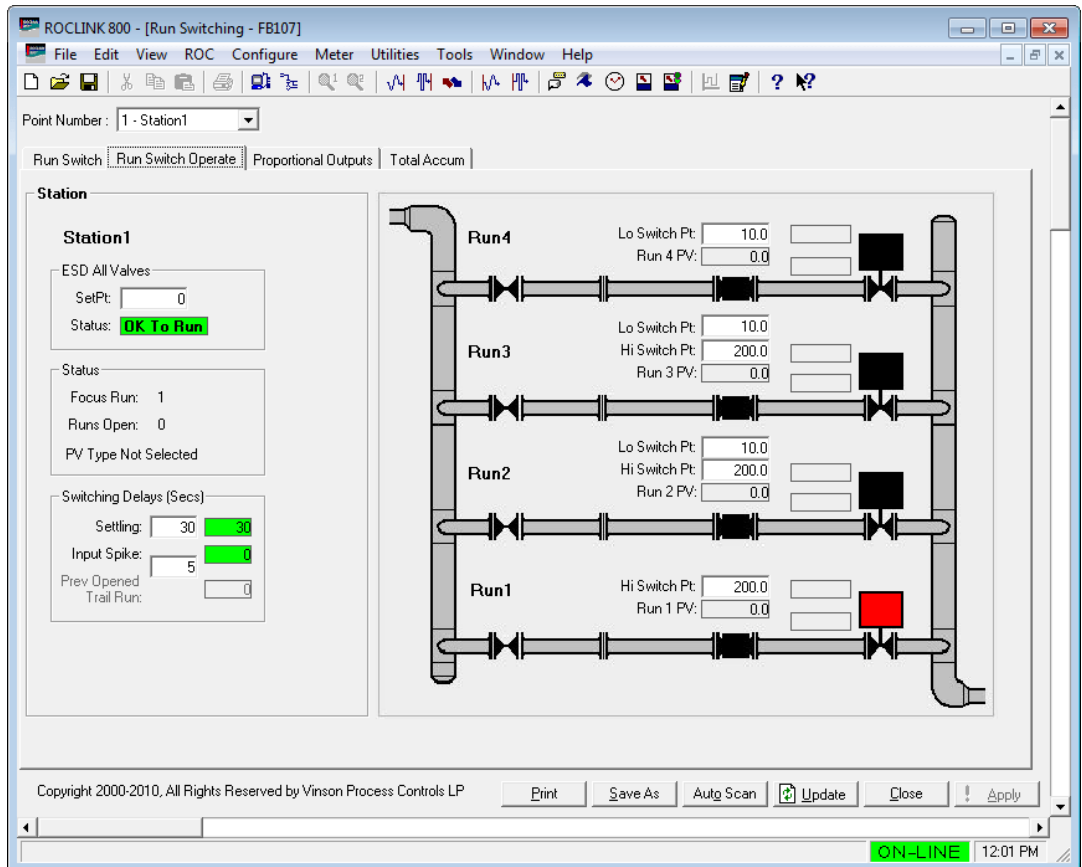 ROCLINK 800 - [Run Switching - FB107]
File Edit View ROC Configure Meter Utilities Tools Window Help
Point Number : 1 - Station1
Run Switch Run Switch Operate Proportional Outputs Total Accum
Station
Station1
ESD All Valves
SetPt: 0
Status: OK To Run
Status
Focus Run: 1
Runs Open: 0
PV Type Not Selected
Switching Delays (Secs)
Settling: 30 30
Input Spike: 5 0
Prev Opened
Trail Run: 0
Run4
Lo Switch Pt: 10.0
Run 4 PV: 0.0
Run3
Lo Switch Pt: 10.0
Hi Switch Pt: 200.0
Run 3 PV: 0.0
Run2
Lo Switch Pt: 10.0
Hi Switch Pt: 200.0
Run 2 PV: 0.0
Run1
Hi Switch Pt: 200.0
Run 1 PV: 0.0
Copyright 2000-2010, All Rights Reserved by Vinson Process Controls LP
Print Save As Auto Scan Update Close ! Apply
ON-LINE 12:01 PM